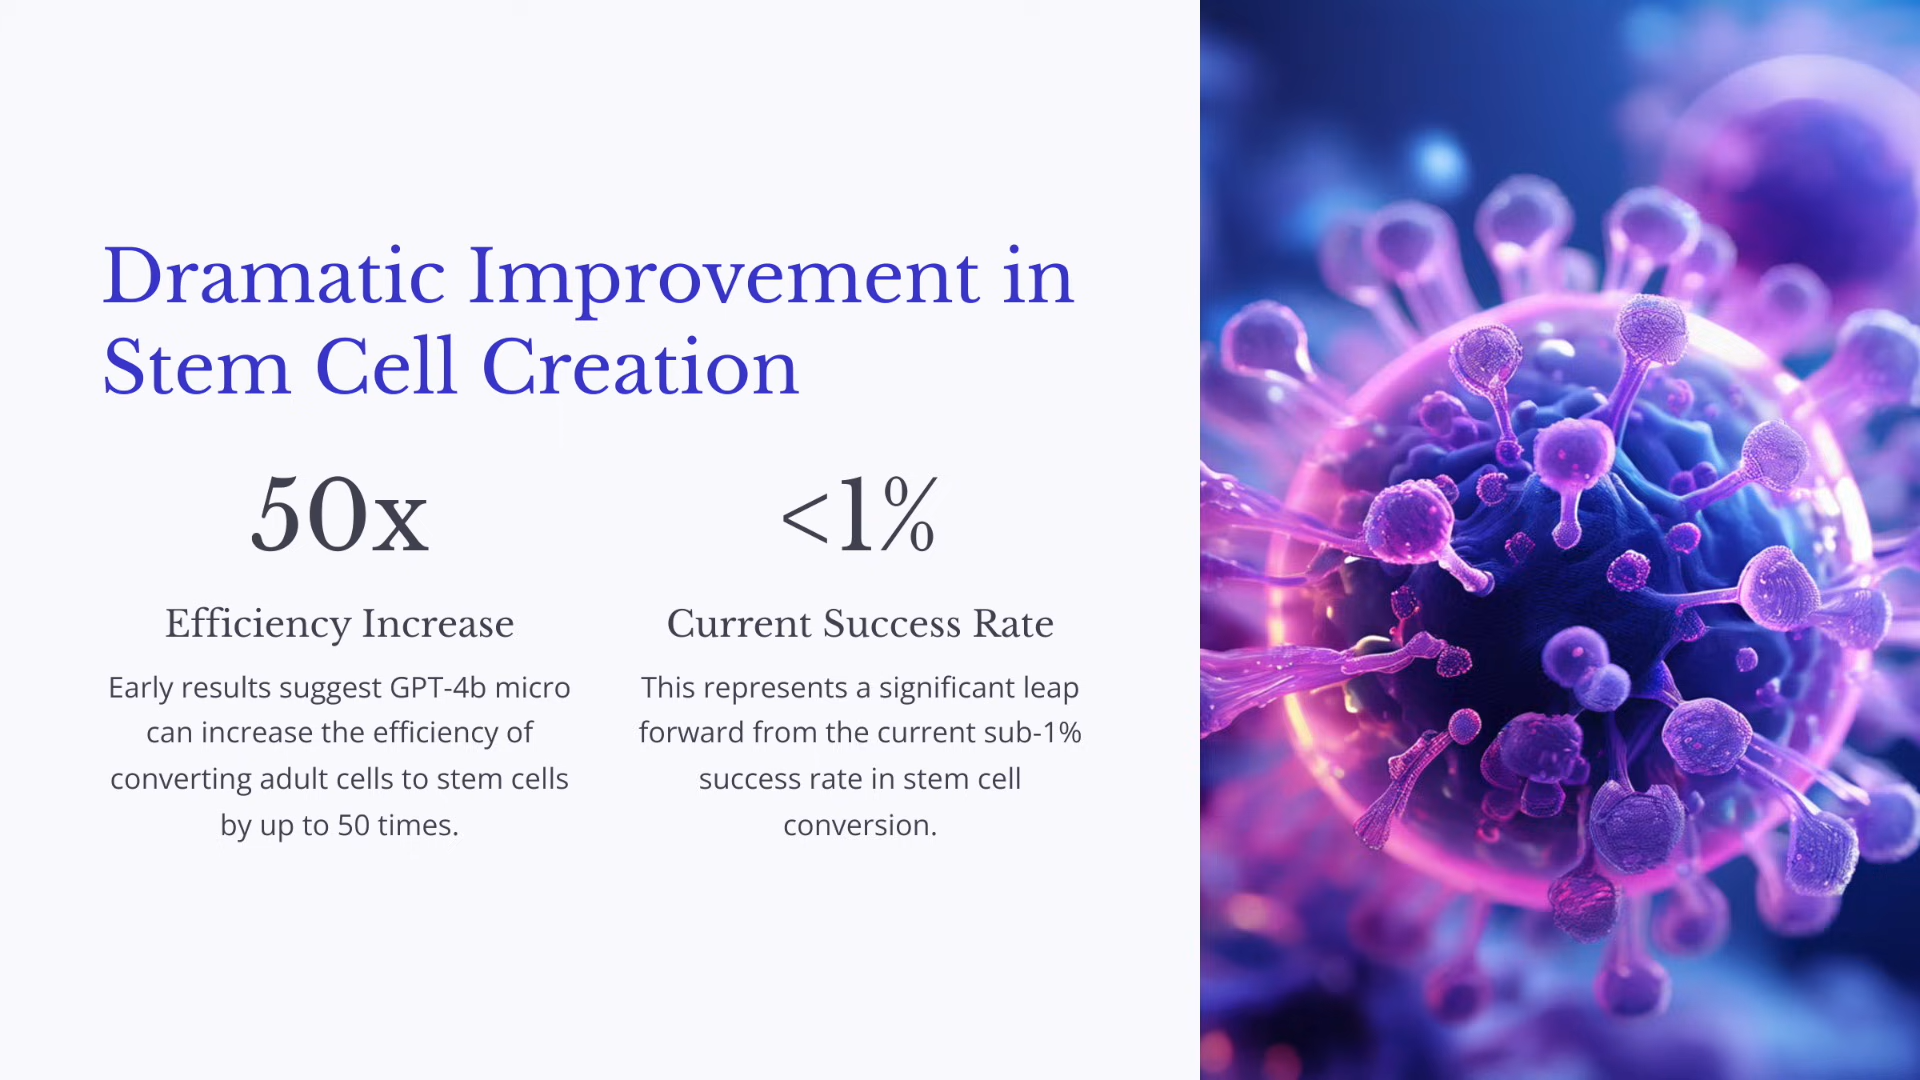 Dramatic Improvement in
Stem Cell Creation
50x
Efficiency Increase
Early results suggest GPT-4b micro
can increase the efficiency of
converting adult cells to stem cells
by up to 50 times.
<1%
Current Success Rate
This represents a significant leap
forward from the current sub-1%
success rate in stem cell
conversion.